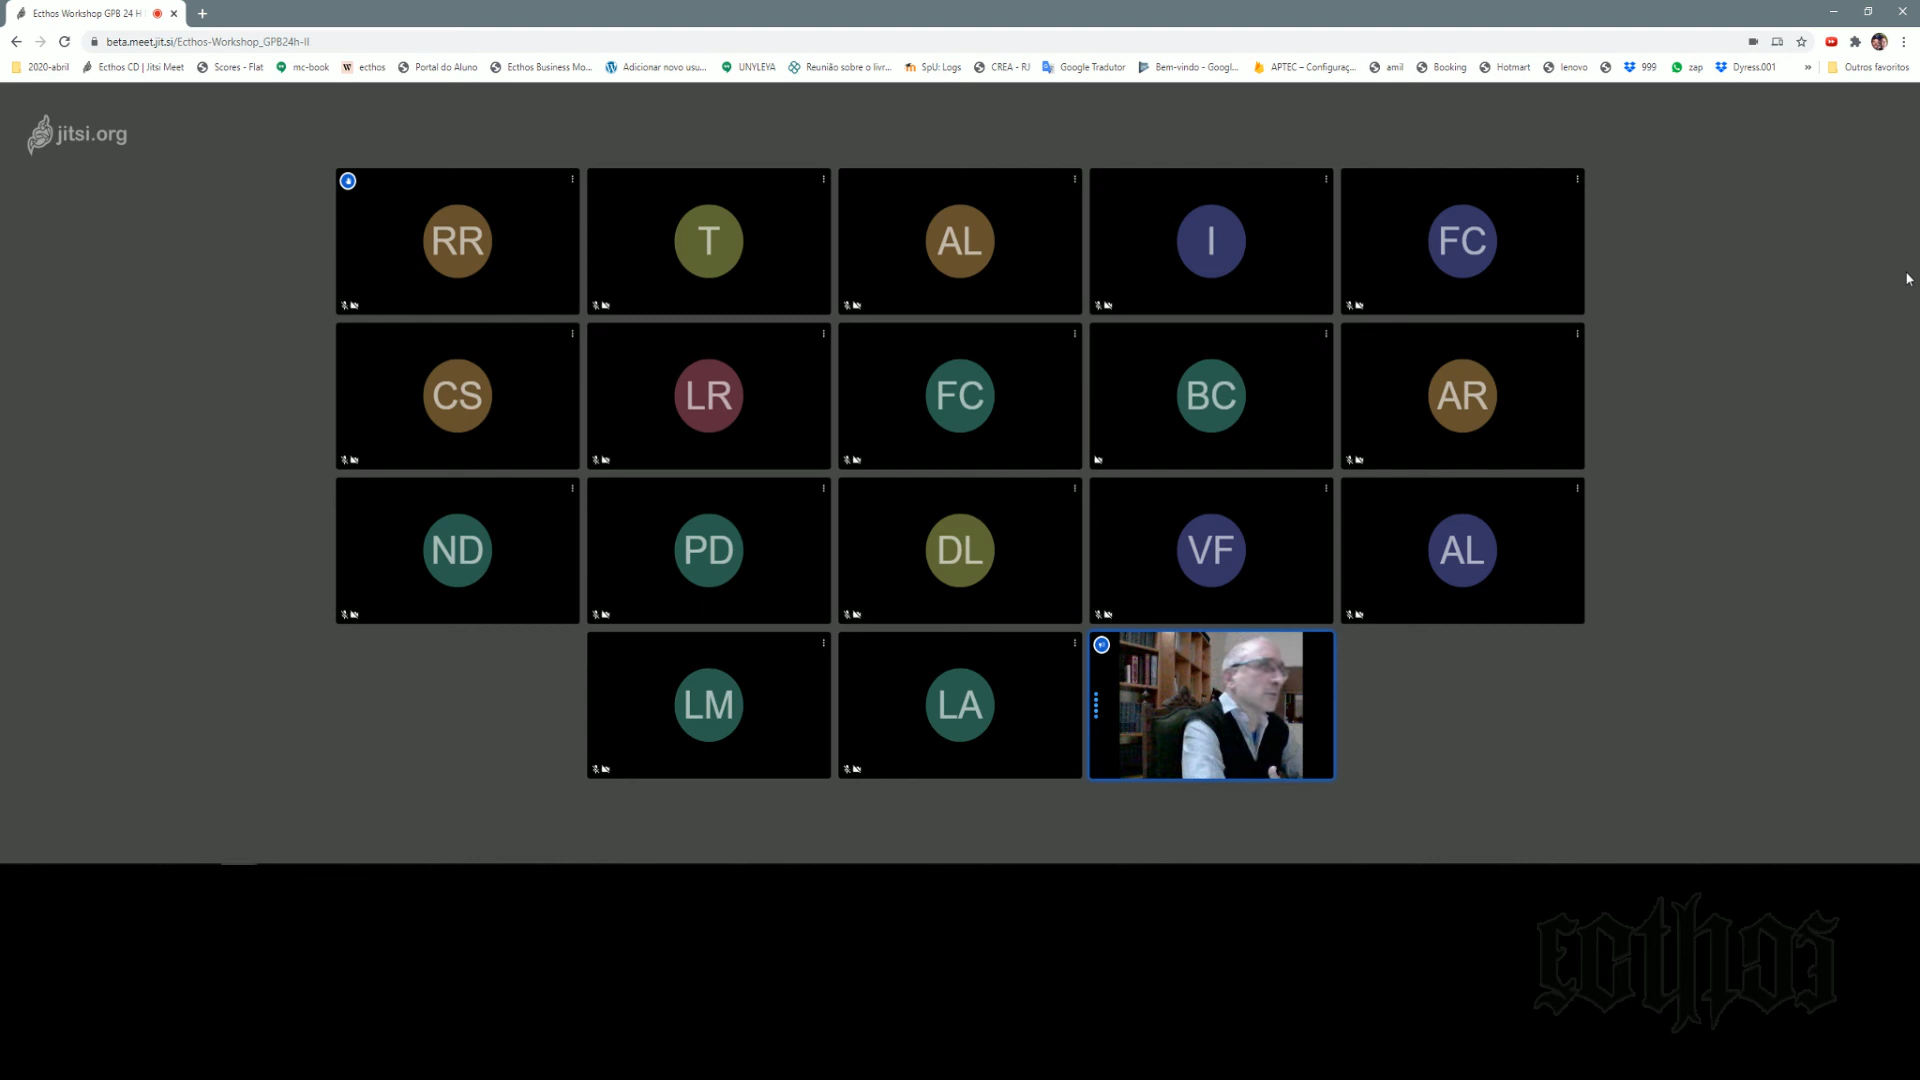 Ecthos Workshop GPB 24 H
beta.meet.jit.si/Ecthos-Workshop_GPB24h-II
2020-abril Ecthos CD | Jitsi Meet Scores - Flat mc-book ecthos Portal do Aluno Ecthos Business Mo... Adicionar novo usu... UNYLEYA Reunião sobre o livr... SpU: Logs CREA - RJ Google Tradutor Bem-vindo - Googl... APTEC – Configuraç... amil Booking Hotmart lenovo 999 zap Dyress.001 » Outros favoritos
jitsi.org
RR T AL I FC
CS LR FC BC AR
ND PD DL VF AL
LM LA
Ecthos